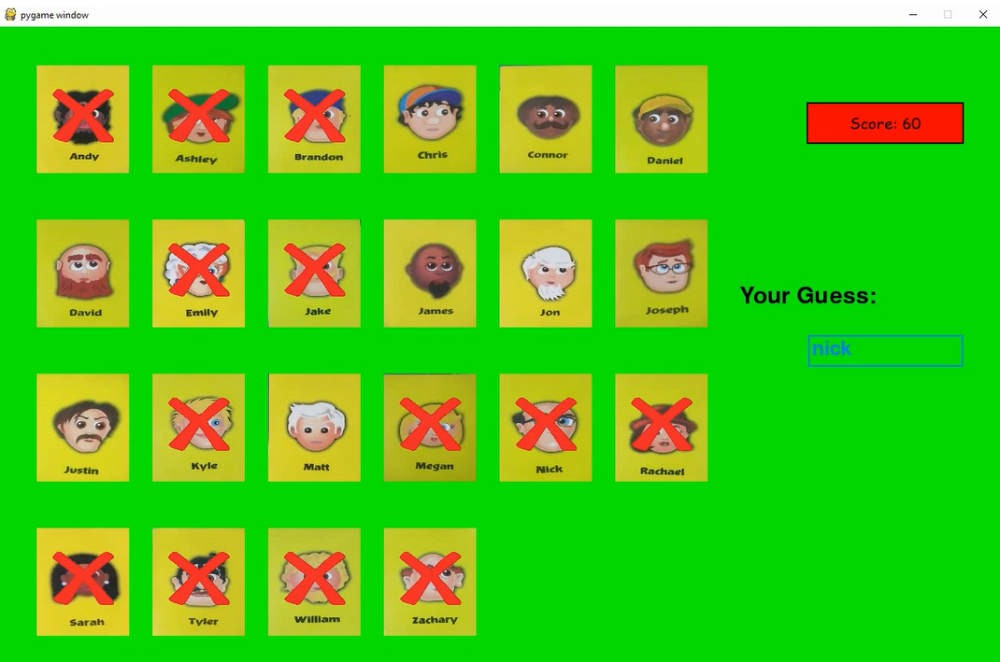 pygame window
Andy
Ashley
Brandon
Chris
Connor
Daniel
Score: 60
David
Emily
Jake
James
Jon
Joseph
Your Guess:
nick
Justin
Kyle
Matt
Megan
Nick
Rachael
Sarah
Tyler
William
Zachary